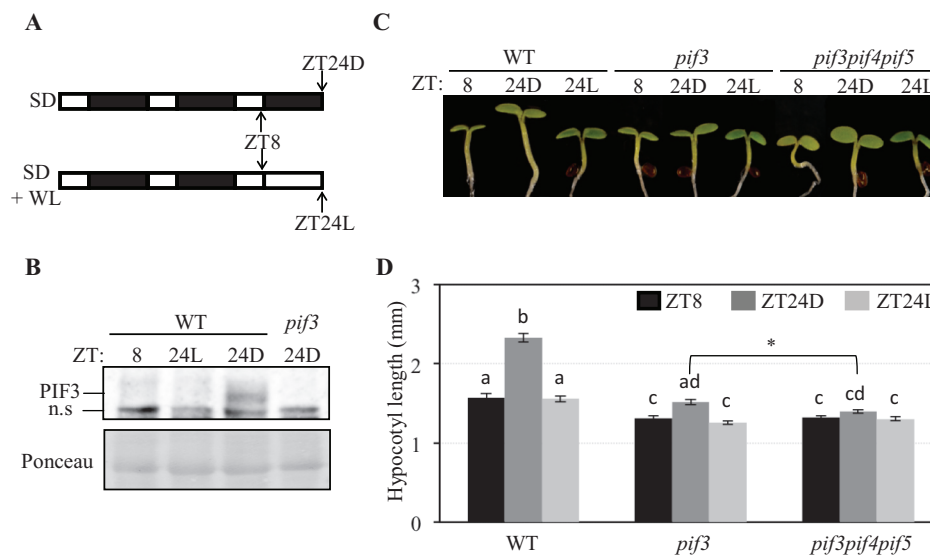 A
ZT24D
SD
ZT8
SD
+ WL
ZT24L
B
WT pif3
ZT: 8 24L 24D 24D
PIF3
n.s
Ponceau
C
WT pif3 pif3pif4pif5
ZT: 8 24D 24L 8 24D 24L 8 24D 24L
D
Hypocotyl length (mm)
3
2
1
0
ZT8 ZT24D ZT24L
a b a
c ad c
*
c cd c
WT pif3 pif3pif4pif5